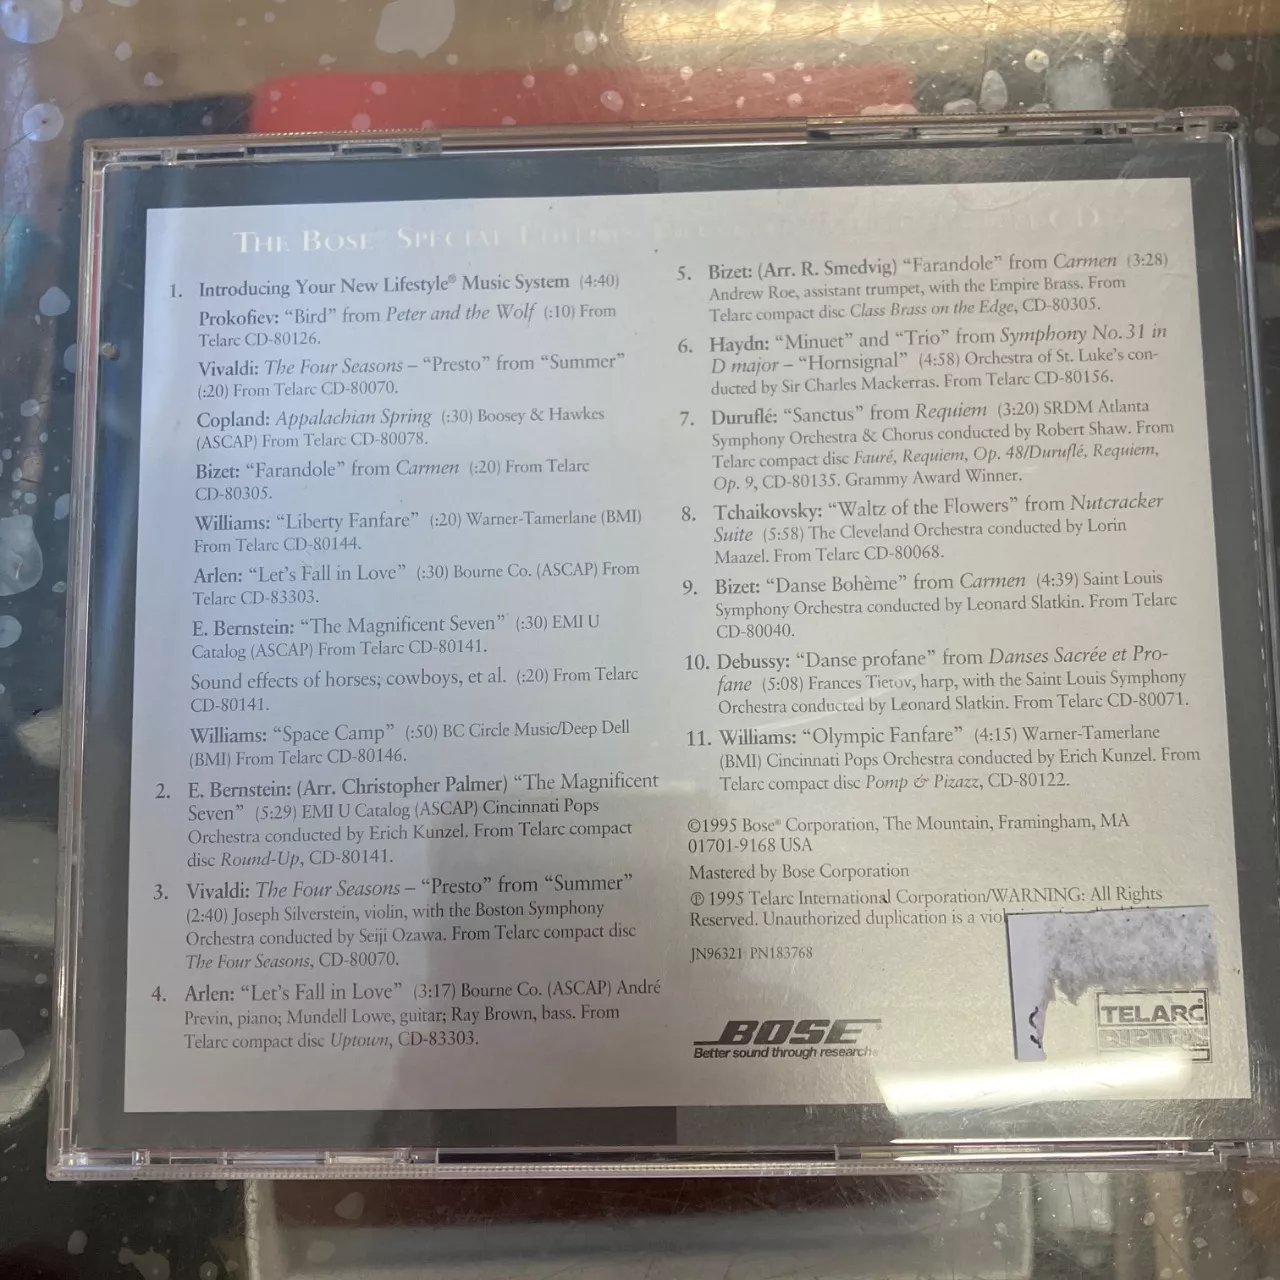 THE BOSE® SPECIAL EDITION CD
1. Introducing Your New Lifestyle® Music System (4:40)
Prokofiev: “Bird” from Peter and the Wolf (:10) From
Telarc CD-80126.
Vivaldi: The Four Seasons – “Presto” from “Summer”
(:20) From Telarc CD-80070.
Copland: Appalachian Spring (:30) Boosey & Hawkes
(ASCAP) From Telarc CD-80078.
Bizet: “Farandole” from Carmen (:20) From Telarc
CD-80305.
Williams: “Liberty Fanfare” (:20) Warner-Tamerlane (BMI)
From Telarc CD-80144.
Arlen: “Let’s Fall in Love” (:30) Bourne Co. (ASCAP) From
Telarc CD-83303.
E. Bernstein: “The Magnificent Seven” (:30) EMI U
Catalog (ASCAP) From Telarc CD-80141.
Sound effects of horses; cowboys, et al. (:20) From Telarc
CD-80141.
Williams: “Space Camp” (:50) BC Circle Music/Deep Dell
(BMI) From Telarc CD-80146.
2. E. Bernstein: (Arr. Christopher Palmer) “The Magnificent
Seven” (5:29) EMI U Catalog (ASCAP) Cincinnati Pops
Orchestra conducted by Erich Kunzel. From Telarc compact
disc Round-Up, CD-80141.
3. Vivaldi: The Four Seasons – “Presto” from “Summer”
(2:40) Joseph Silverstein, violin, with the Boston Symphony
Orchestra conducted by Seiji Ozawa. From Telarc compact disc
The Four Seasons, CD-80070.
4. Arlen: “Let’s Fall in Love” (3:17) Bourne Co. (ASCAP) André
Previn, piano; Mundell Lowe, guitar; Ray Brown, bass. From
Telarc compact disc Uptown, CD-83303.
5. Bizet: (Arr. R. Smedvig) “Farandole” from Carmen (3:28)
Andrew Roe, assistant trumpet, with the Empire Brass. From
Telarc compact disc Class Brass on the Edge, CD-80305.
6. Haydn: “Minuet” and “Trio” from Symphony No. 31 in
D major – “Hornsignal” (4:58) Orchestra of St. Luke’s con-
ducted by Sir Charles Mackerras. From Telarc CD-80156.
7. Duruflé: “Sanctus” from Requiem (3:20) SRDM Atlanta
Symphony Orchestra & Chorus conducted by Robert Shaw. From
Telarc compact disc Fauré, Requiem, Op. 48/Duruflé, Requiem,
Op. 9, CD-80135. Grammy Award Winner.
8. Tchaikovsky: “Waltz of the Flowers” from Nutcracker
Suite (5:58) The Cleveland Orchestra conducted by Lorin
Maazel. From Telarc CD-80068.
9. Bizet: “Danse Bohème” from Carmen (4:39) Saint Louis
Symphony Orchestra conducted by Leonard Slatkin. From Telarc
CD-80040.
10. Debussy: “Danse profane” from Danses Sacrée et Pro-
fane (5:08) Frances Tietov, harp, with the Saint Louis Symphony
Orchestra conducted by Leonard Slatkin. From Telarc CD-80071.
11. Williams: “Olympic Fanfare” (4:15) Warner-Tamerlane
(BMI) Cincinnati Pops Orchestra conducted by Erich Kunzel. From
Telarc compact disc Pomp & Pizazz, CD-80122.
©1995 Bose® Corporation, The Mountain, Framingham, MA
01701-9168 USA
Mastered by Bose Corporation
℗ 1995 Telarc International Corporation/WARNING: All Rights
Reserved. Unauthorized duplication is a
JN96321 PN183768
BOSE®
Better sound through research®
TELARC